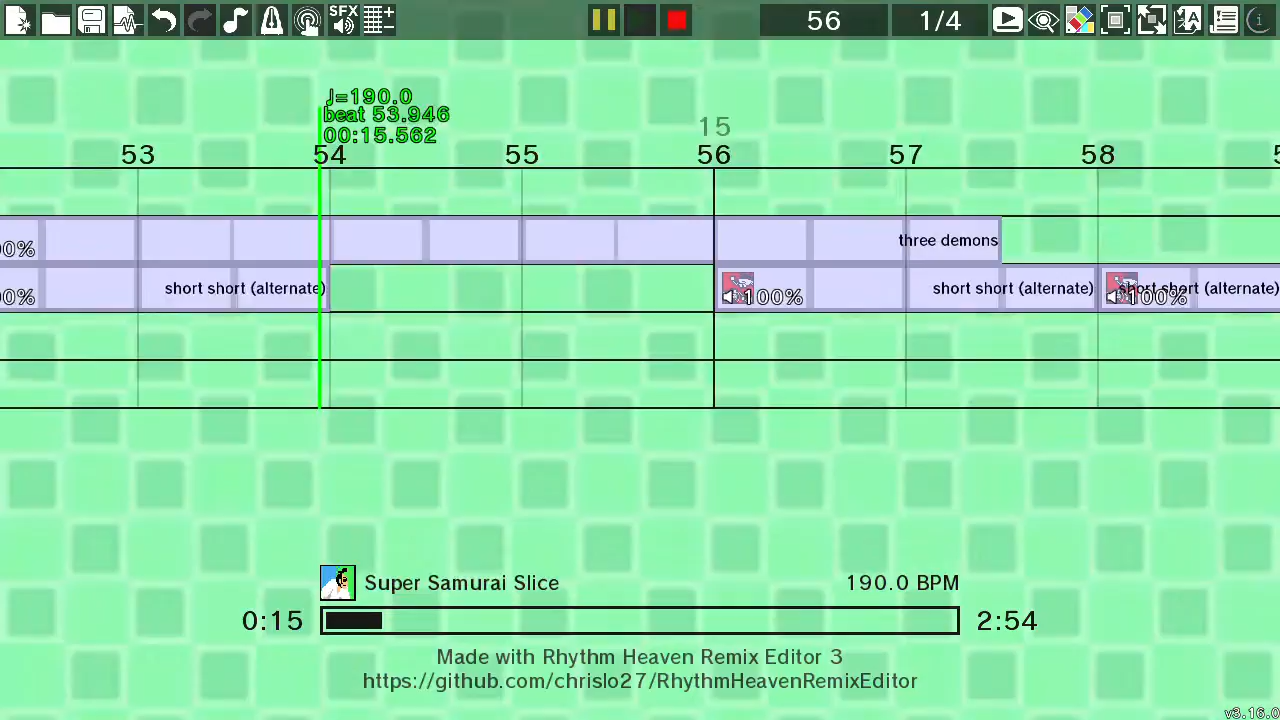 SFX
56
1/4
A
i
♩=190.0
beat 53.946
00:15.562
15
53
54
55
56
57
58
three demons
short short (alternate)
100%
short short (alternate)
100%
short short (alternate)
Super Samurai Slice
190.0 BPM
0:15
2:54
Made with Rhythm Heaven Remix Editor 3
https://github.com/chrislo27/RhythmHeavenRemixEditor
v3.16.0